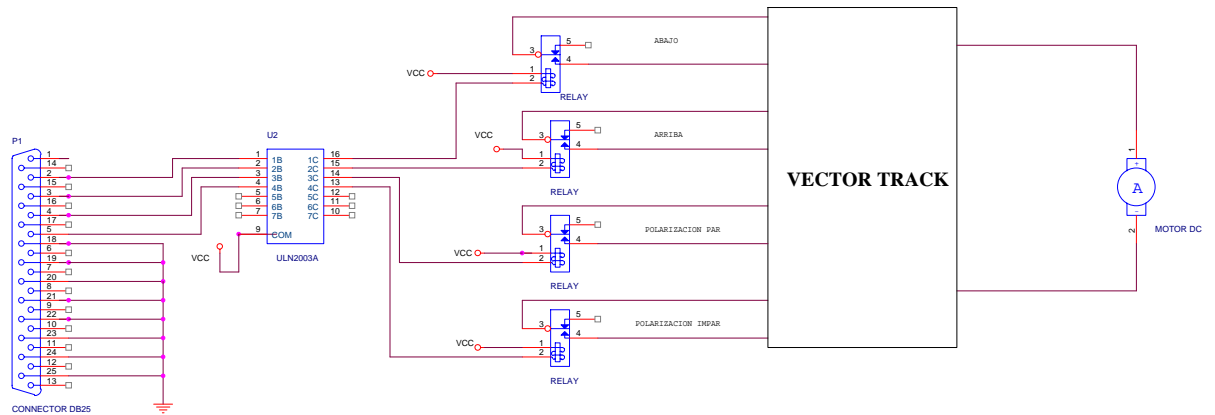 P1
1
14
2
15
3
16
4
17
5
18
6
19
7
20
8
21
9
22
10
23
11
24
12
25
13
CONNECTOR DB25
U2
1 1B 1C 16
2 2B 2C 15
3 3B 3C 14
4 4B 4C 13
5 5B 5C 12
6 6B 6C 11
7 7B 7C 10
9 COM
ULN2003A
VCC
VCC
3 5
4
1
2
RELAY
ABAJO
VCC
3 5
4
1
2
RELAY
ARRIBA
VCC
3 5
4
1
2
RELAY
POLARIZACION PAR
VCC
3 5
4
1
2
RELAY
POLARIZACION IMPAR
VECTOR TRACK
1
+
A
-
2
MOTOR DC